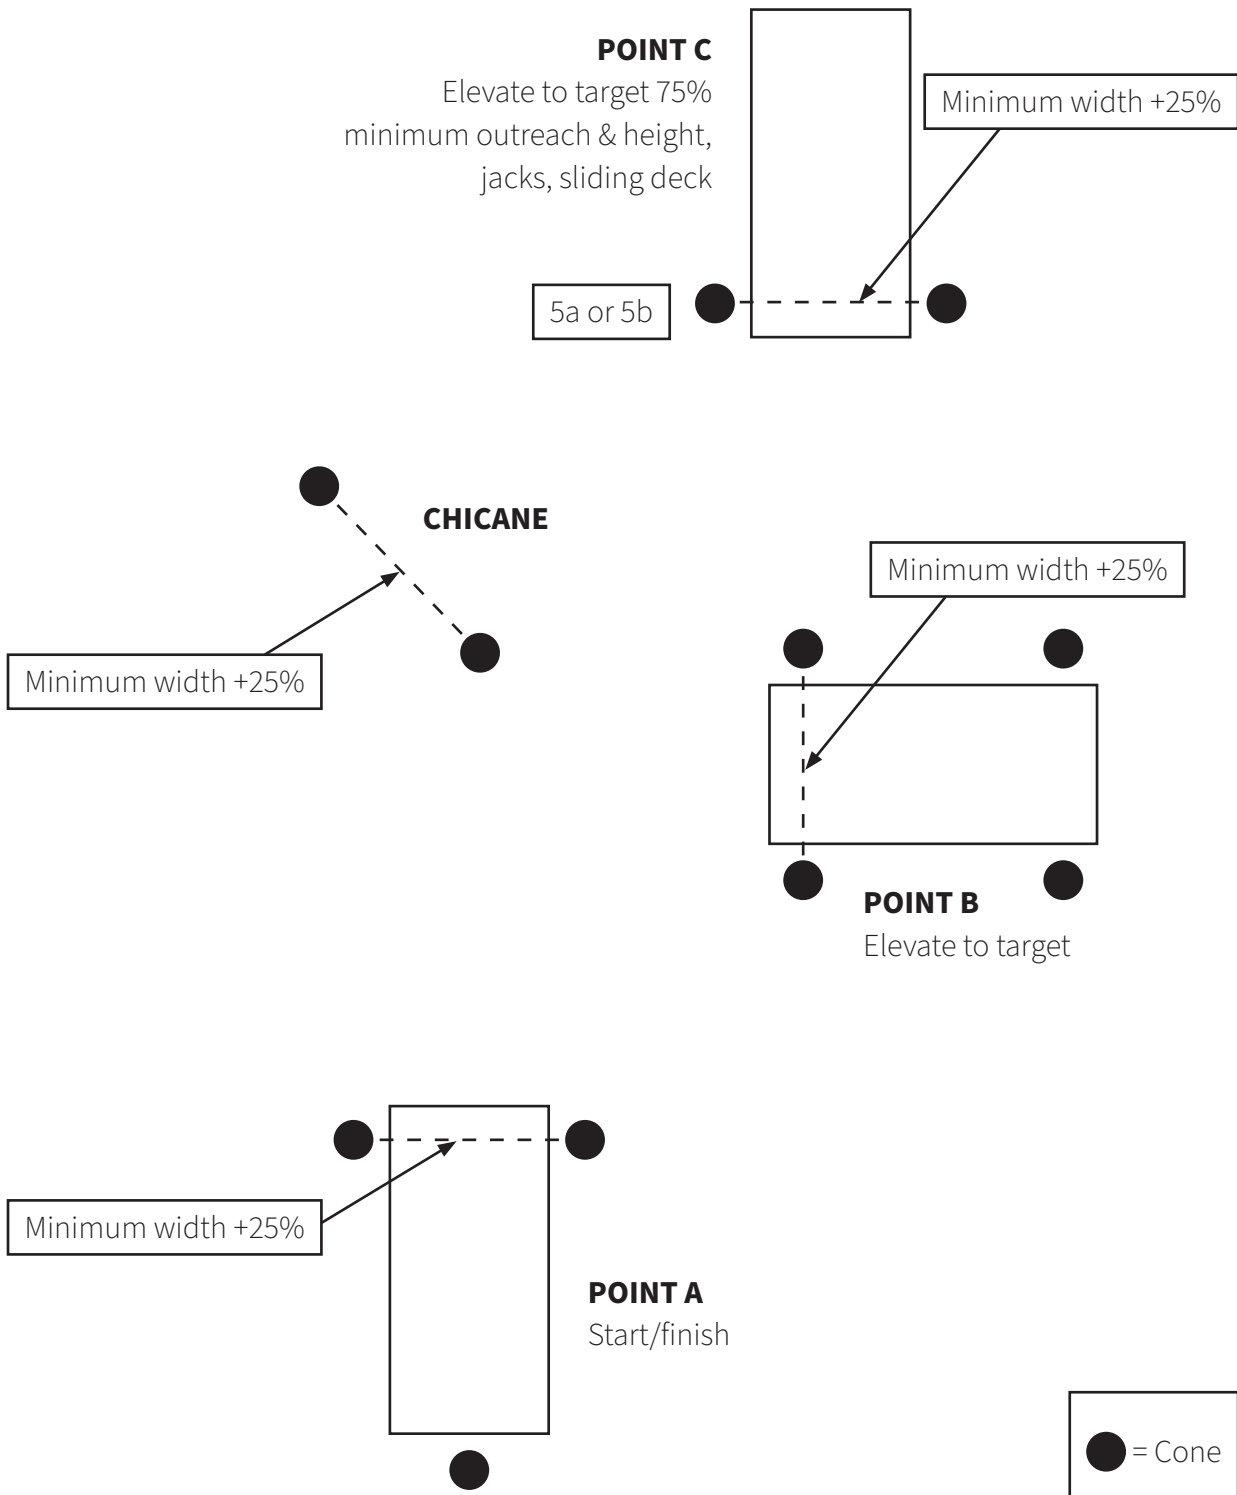 POINT C
Elevate to target 75%
minimum outreach & height,
jacks, sliding deck
Minimum width +25%
5a or 5b
CHICANE
Minimum width +25%
Minimum width +25%
POINT B
Elevate to target
Minimum width +25%
POINT A
Start/finish
= Cone